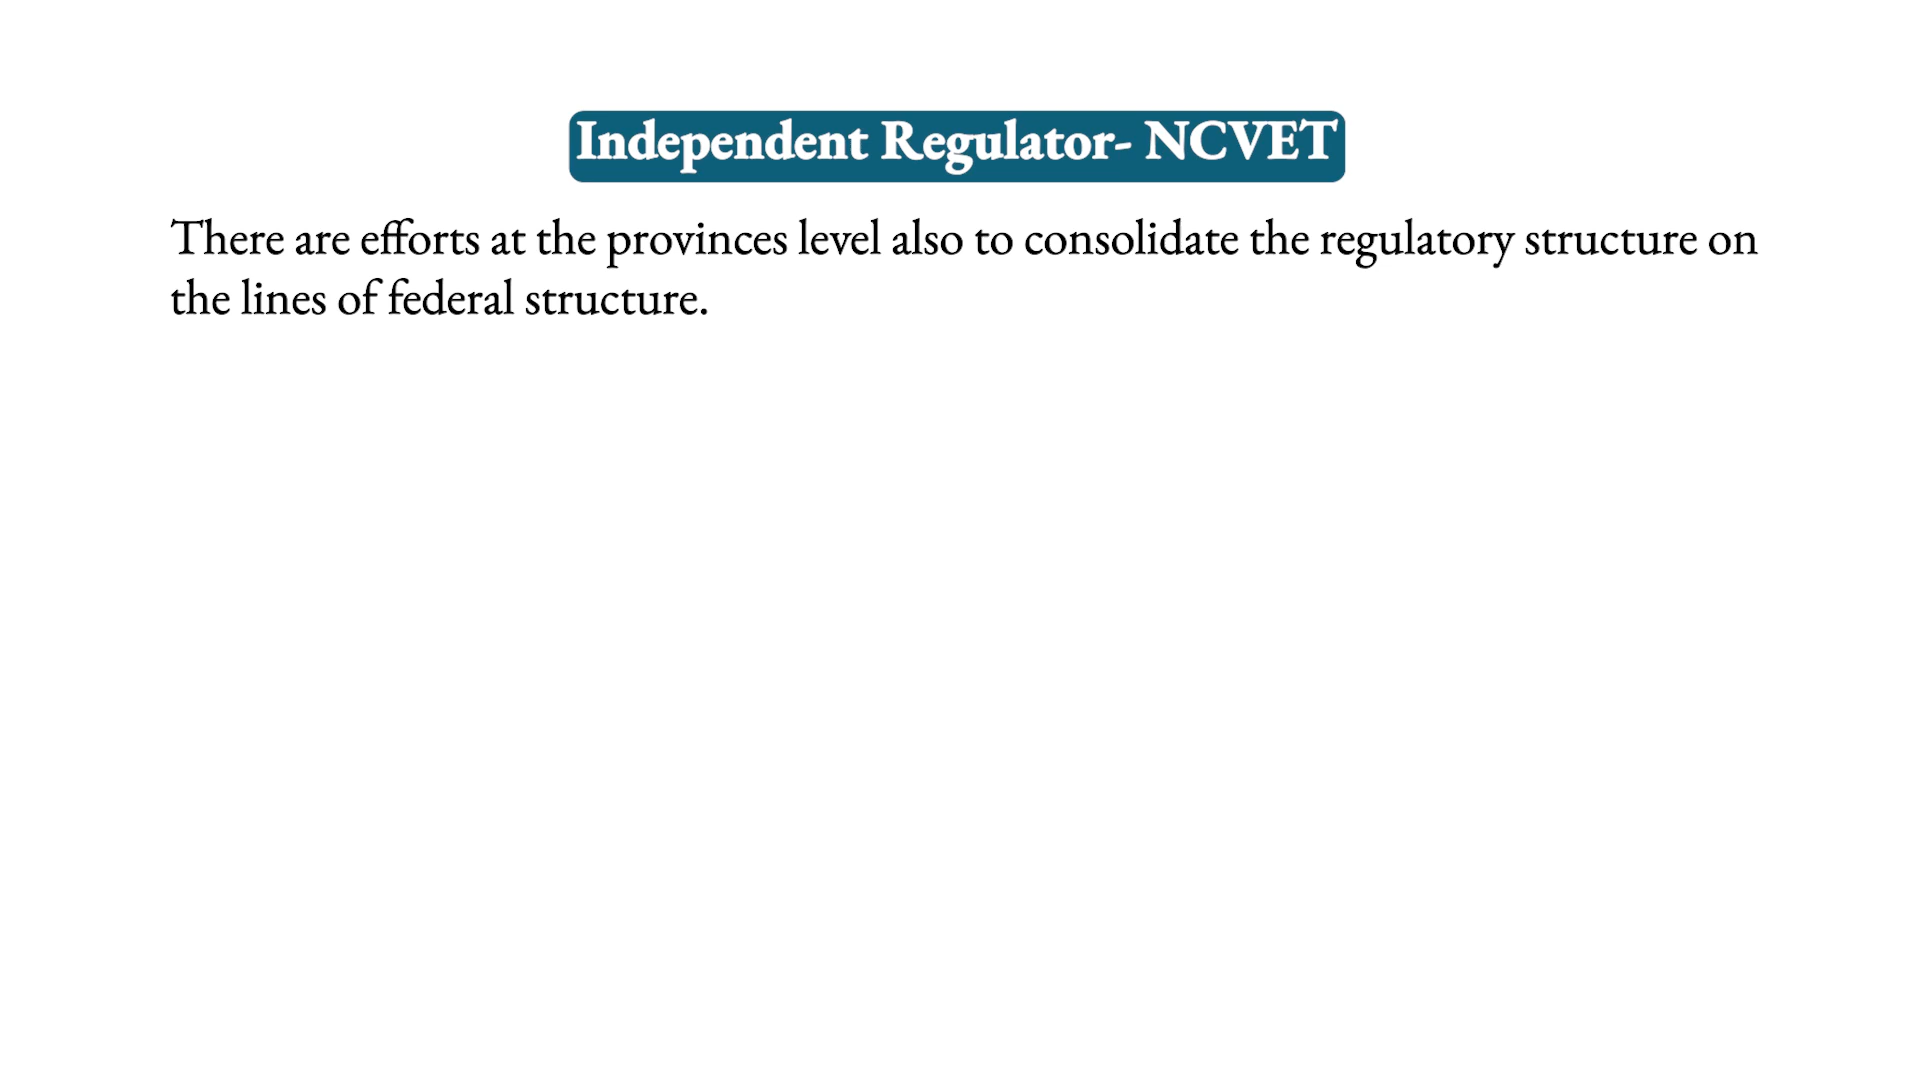 Independent Regulator- NCVET
There are efforts at the provinces level also to consolidate the regulatory structure on
the lines of federal structure.